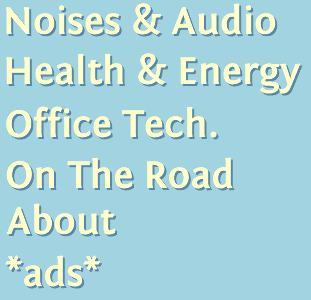 Noises & Audio
Health & Energy
Office Tech.
On The Road
About
*ads*